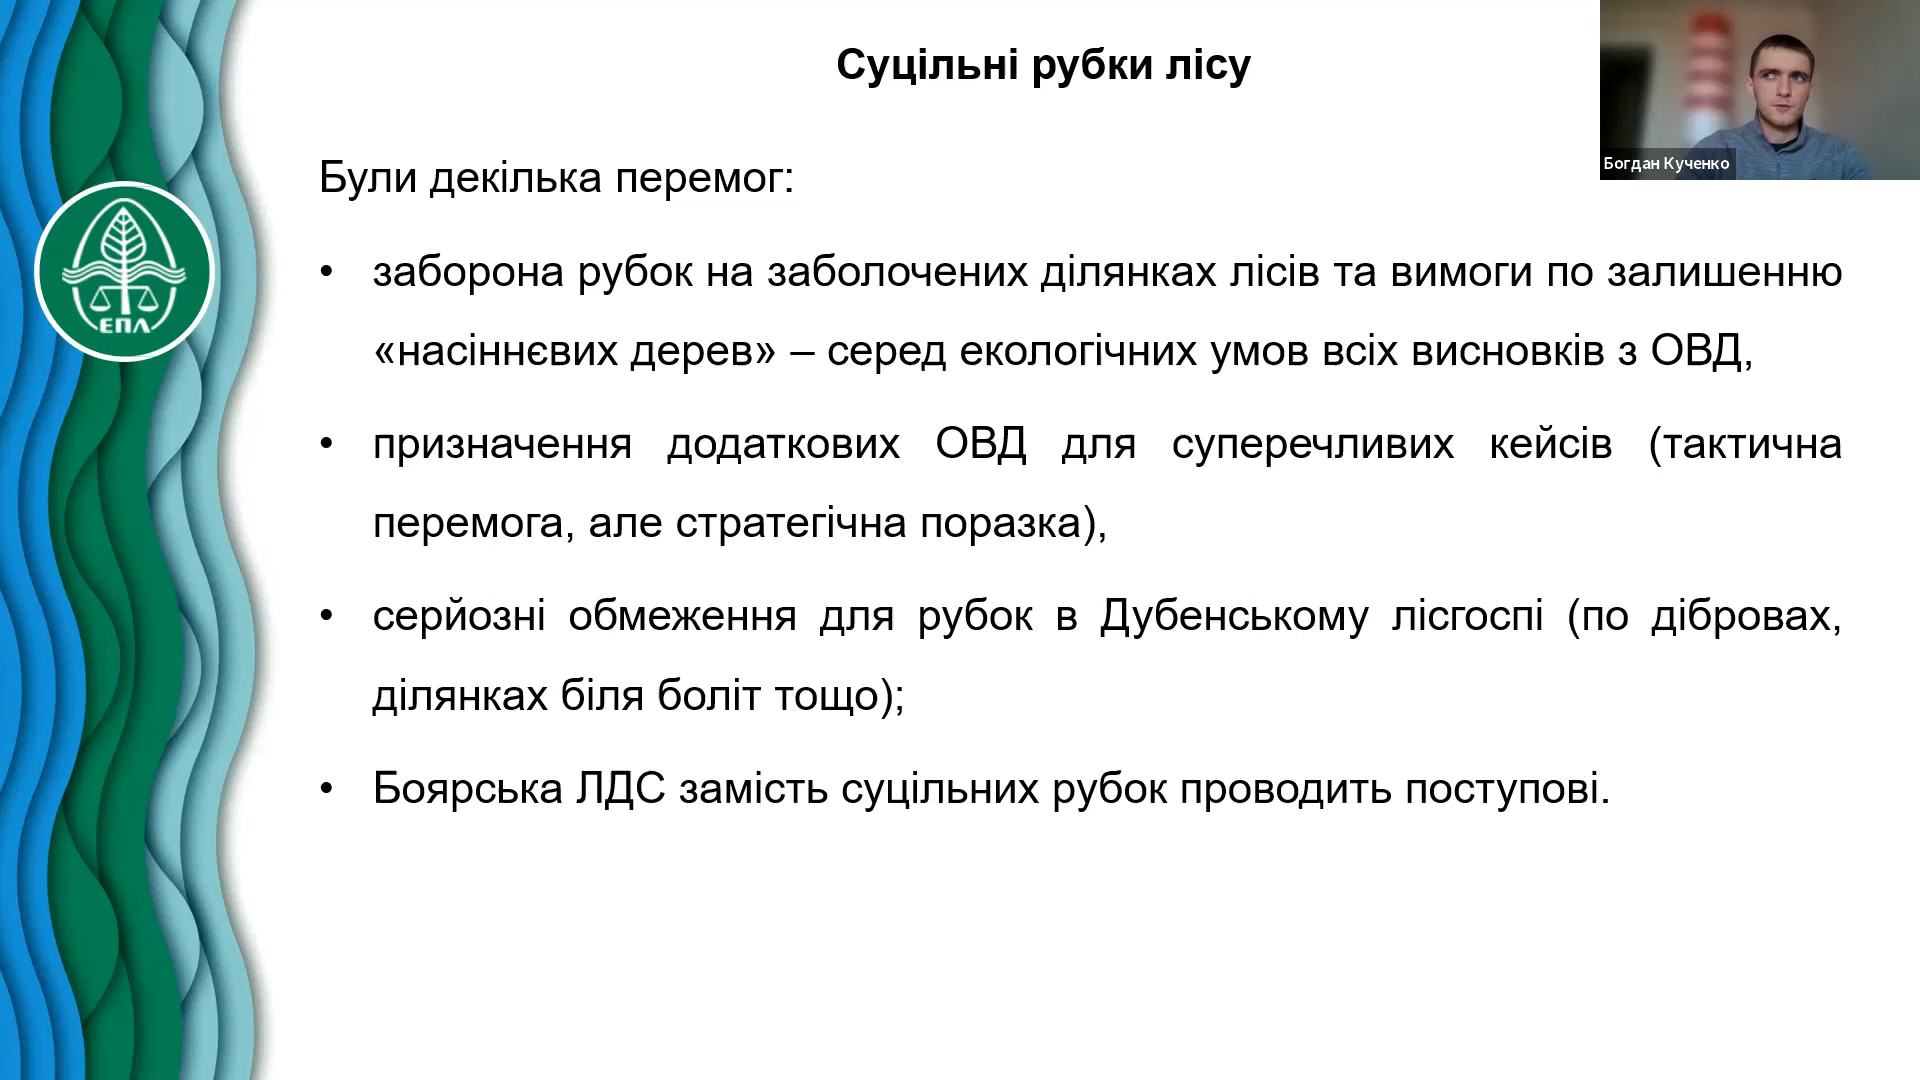 Суцільні рубки лісу
Богдан Кученко
Були декілька перемог:
• заборона рубок на заболочених ділянках лісів та вимоги по залишенню
«насіннєвих дерев» – серед екологічних умов всіх висновків з ОВД,
• призначення додаткових ОВД для суперечливих кейсів (тактична
перемога, але стратегічна поразка),
• серйозні обмеження для рубок в Дубенському лісгоспі (по дібровах,
ділянках біля боліт тощо);
• Боярська ЛДС замість суцільних рубок проводить поступові.
ЕПЛ